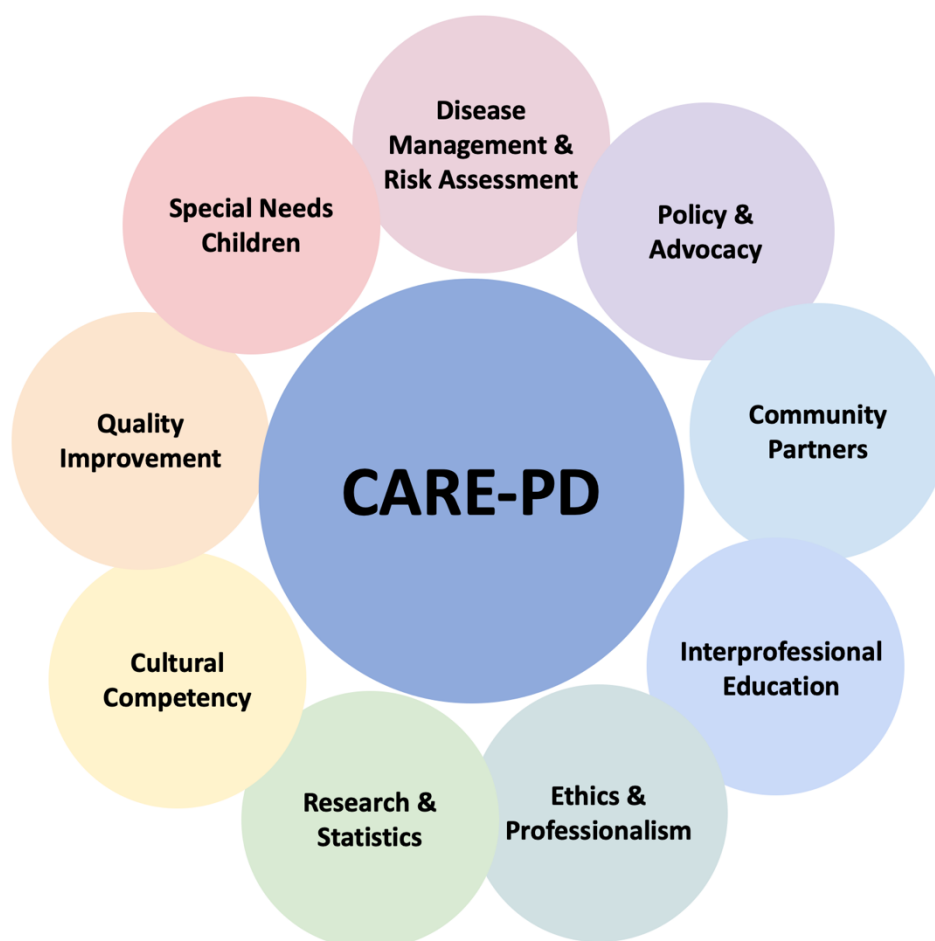 Disease
Management &
Risk Assessment
Policy &
Advocacy
Community
Partners
Interprofessional
Education
Ethics &
Professionalism
Research &
Statistics
Cultural
Competency
Quality
Improvement
Special Needs
Children
CARE-PD